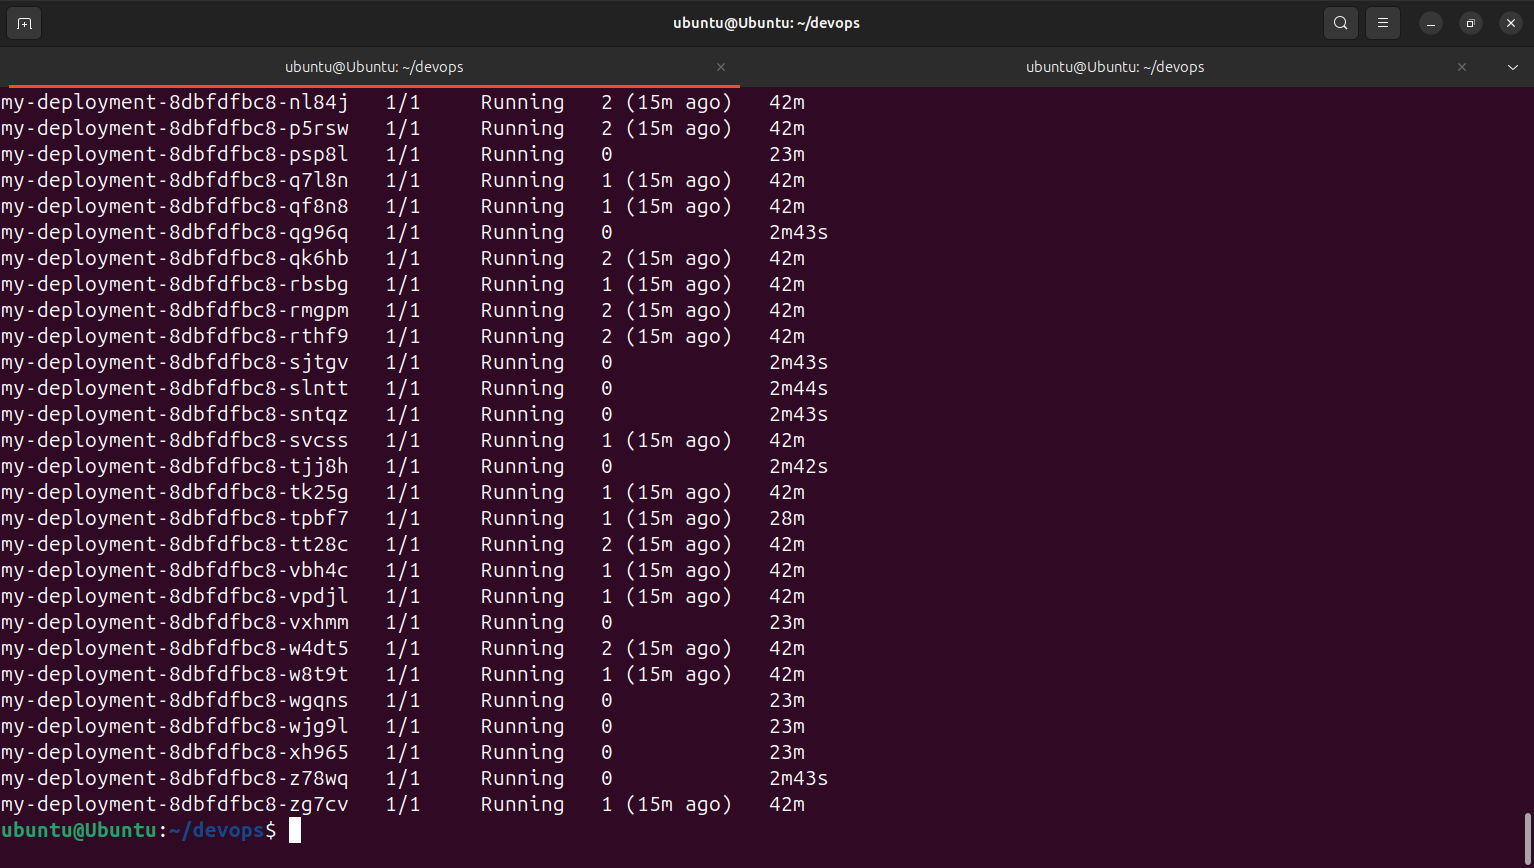 ubuntu@Ubuntu: ~/devops
ubuntu@Ubuntu: ~/devops ubuntu@Ubuntu: ~/devops
my-deployment-8dbfdfbc8-nl84j 1/1 Running 2 (15m ago) 42m
my-deployment-8dbfdfbc8-p5rsw 1/1 Running 2 (15m ago) 42m
my-deployment-8dbfdfbc8-psp8l 1/1 Running 0 23m
my-deployment-8dbfdfbc8-q7l8n 1/1 Running 1 (15m ago) 42m
my-deployment-8dbfdfbc8-qf8n8 1/1 Running 1 (15m ago) 42m
my-deployment-8dbfdfbc8-qg96q 1/1 Running 0 2m43s
my-deployment-8dbfdfbc8-qk6hb 1/1 Running 2 (15m ago) 42m
my-deployment-8dbfdfbc8-rbsbg 1/1 Running 1 (15m ago) 42m
my-deployment-8dbfdfbc8-rmgpm 1/1 Running 2 (15m ago) 42m
my-deployment-8dbfdfbc8-rthf9 1/1 Running 2 (15m ago) 42m
my-deployment-8dbfdfbc8-sjtgv 1/1 Running 0 2m43s
my-deployment-8dbfdfbc8-slntt 1/1 Running 0 2m44s
my-deployment-8dbfdfbc8-sntqz 1/1 Running 0 2m43s
my-deployment-8dbfdfbc8-svcss 1/1 Running 1 (15m ago) 42m
my-deployment-8dbfdfbc8-tjj8h 1/1 Running 0 2m42s
my-deployment-8dbfdfbc8-tk25g 1/1 Running 1 (15m ago) 42m
my-deployment-8dbfdfbc8-tpbf7 1/1 Running 1 (15m ago) 28m
my-deployment-8dbfdfbc8-tt28c 1/1 Running 2 (15m ago) 42m
my-deployment-8dbfdfbc8-vbh4c 1/1 Running 1 (15m ago) 42m
my-deployment-8dbfdfbc8-vpdjl 1/1 Running 1 (15m ago) 42m
my-deployment-8dbfdfbc8-vxhmm 1/1 Running 0 23m
my-deployment-8dbfdfbc8-w4dt5 1/1 Running 2 (15m ago) 42m
my-deployment-8dbfdfbc8-w8t9t 1/1 Running 1 (15m ago) 42m
my-deployment-8dbfdfbc8-wgqns 1/1 Running 0 23m
my-deployment-8dbfdfbc8-wjg9l 1/1 Running 0 23m
my-deployment-8dbfdfbc8-xh965 1/1 Running 0 23m
my-deployment-8dbfdfbc8-z78wq 1/1 Running 0 2m43s
my-deployment-8dbfdfbc8-zg7cv 1/1 Running 1 (15m ago) 42m
ubuntu@Ubuntu:~/devops$